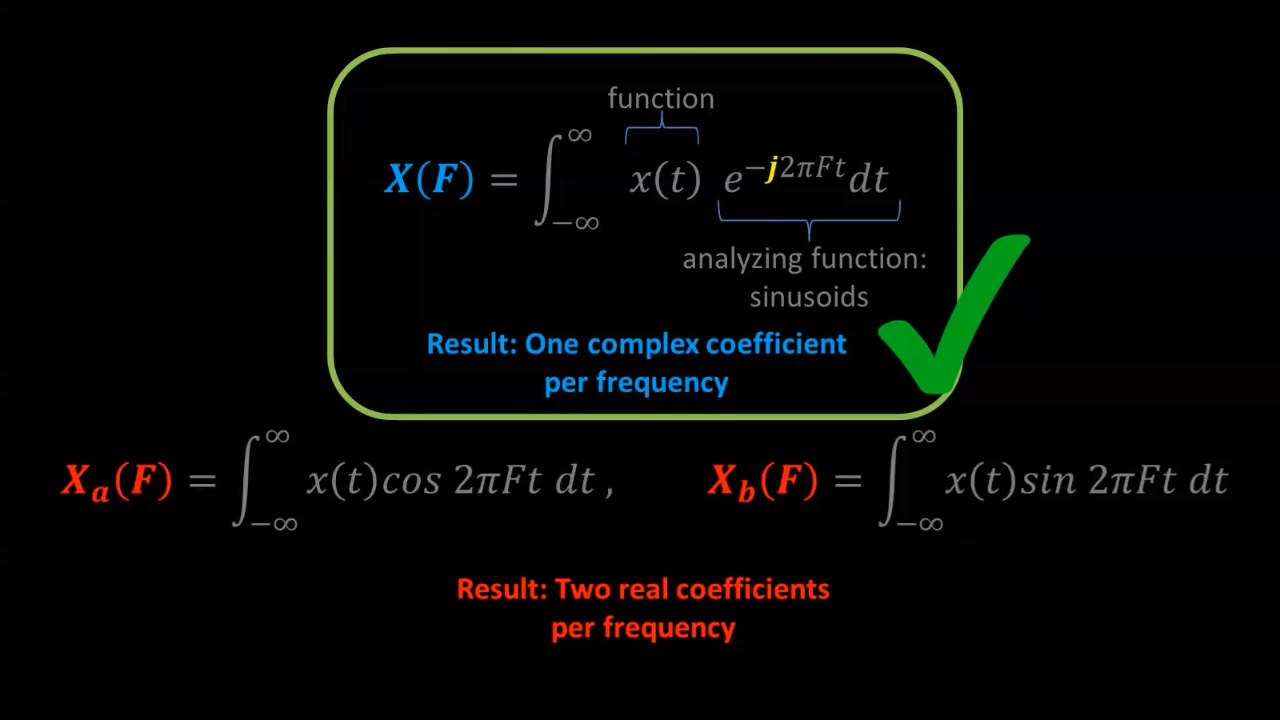 function
X(F) = ∫_{-∞}^{∞} x(t) e^{-j2πFt}dt
analyzing function:
sinusoids
Result: One complex coefficient
per frequency
X_a(F) = ∫_{-∞}^{∞} x(t)cos 2πFt dt , X_b(F) = ∫_{-∞}^{∞} x(t)sin 2πFt dt
Result: Two real coefficients
per frequency